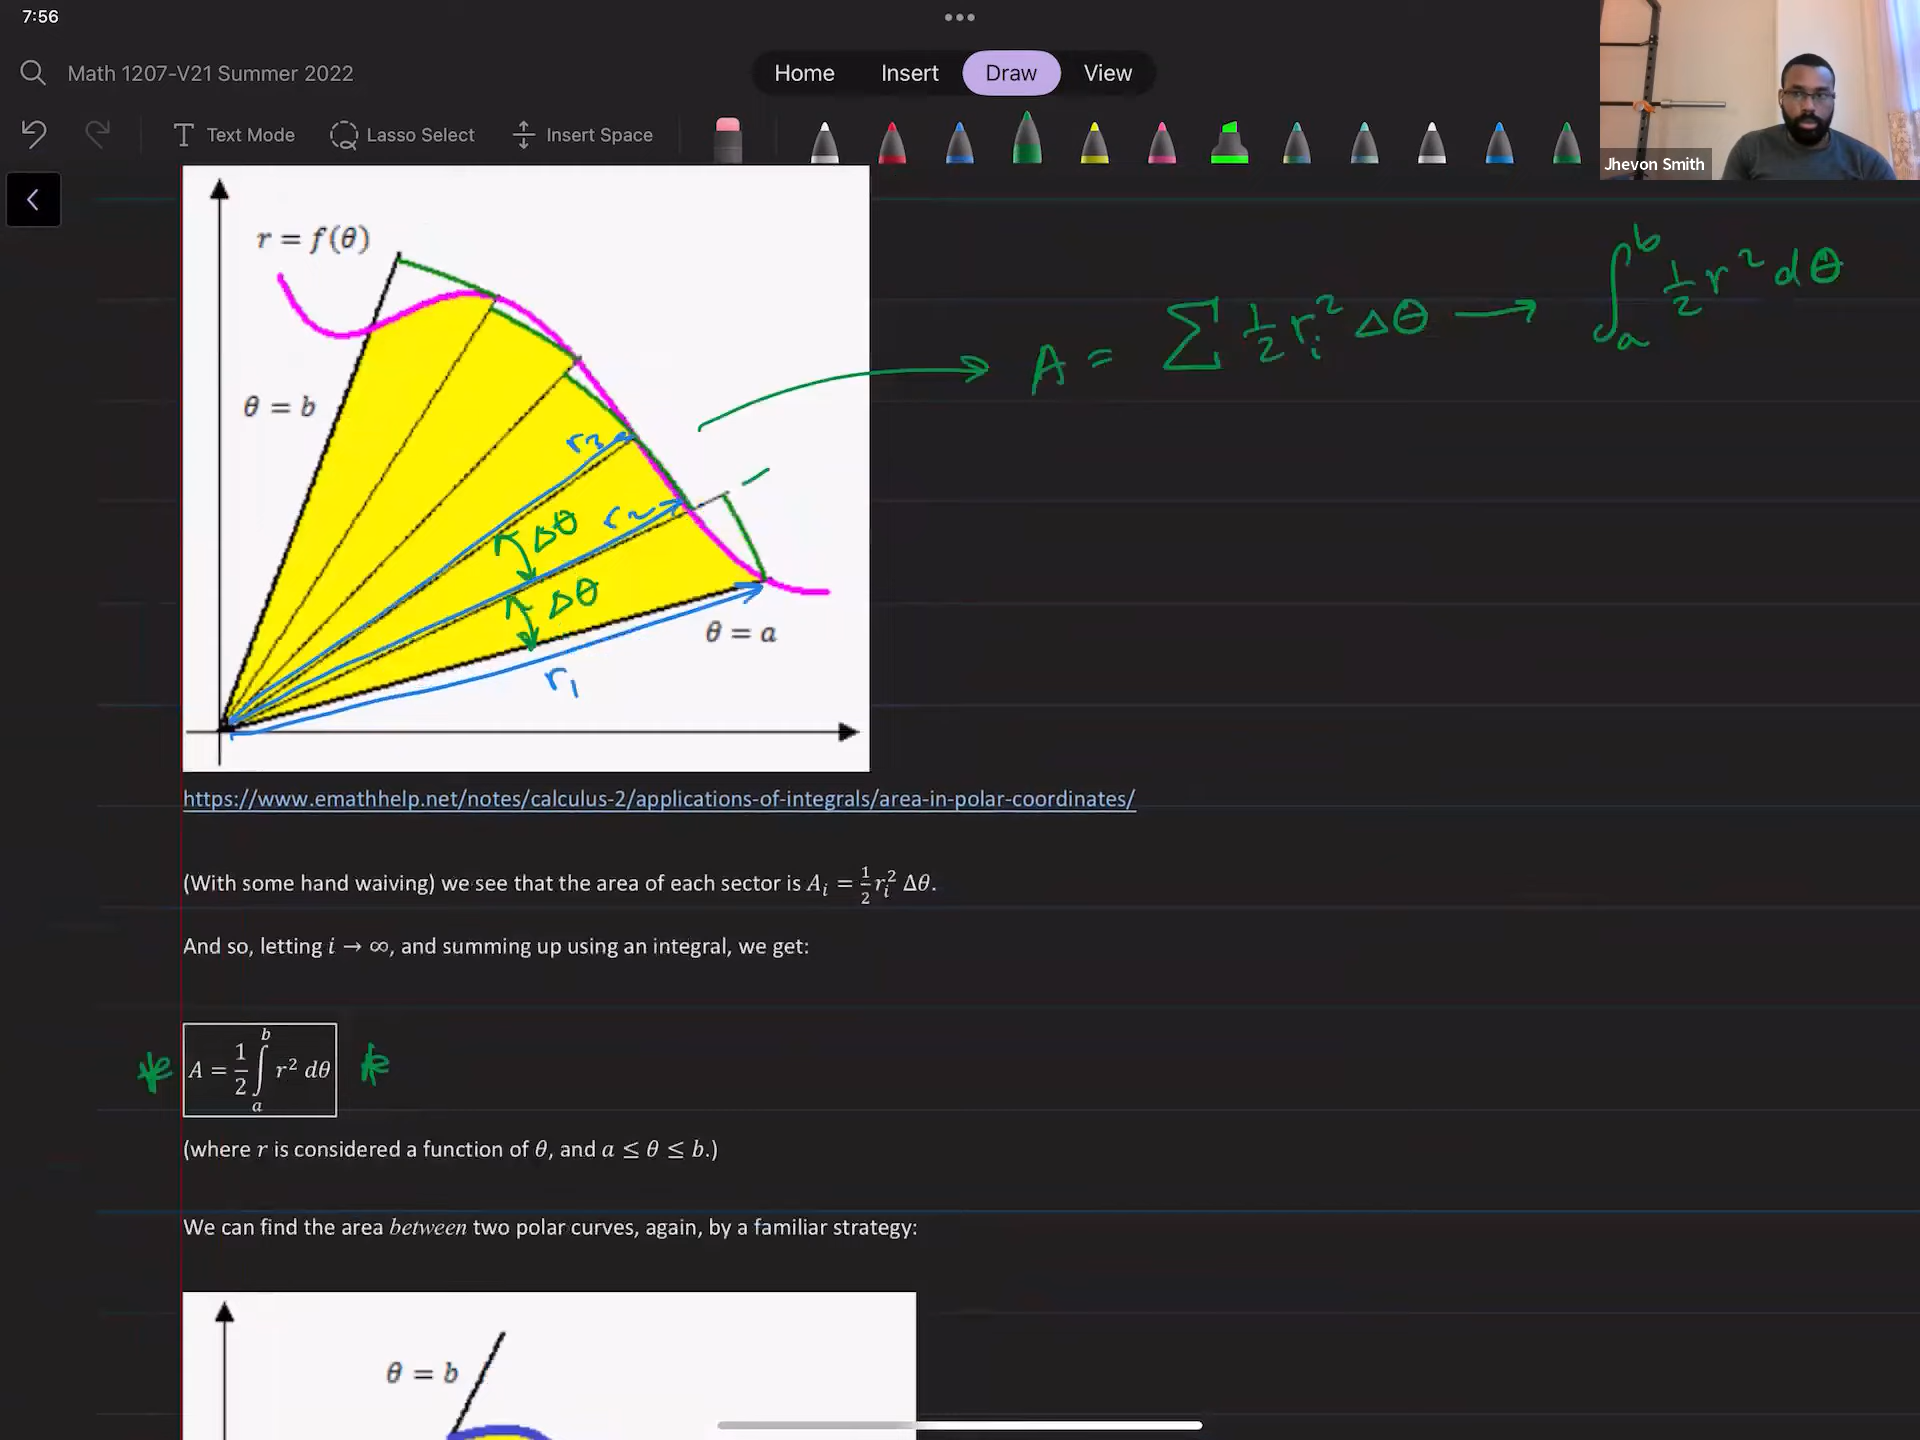 7:56
Math 1207-V21 Summer 2022
Home Insert Draw View
Text Mode Lasso Select Insert Space
Jhevon Smith
r = f(θ)
θ = b
r₃
r₂
Δθ
Δθ
θ = a
r₁
A = ∑ ½ rᵢ² Δθ → ∫ₐᵇ ½ r² dθ
https://www.emathhelp.net/notes/calculus-2/applications-of-integrals/area-in-polar-coordinates/
(With some hand waiving) we see that the area of each sector is Aᵢ = ½ rᵢ² Δθ.
And so, letting i → ∞, and summing up using an integral, we get:
A = ½ ∫ₐᵇ r² dθ
(where r is considered a function of θ, and a ≤ θ ≤ b.)
We can find the area between two polar curves, again, by a familiar strategy:
θ = b